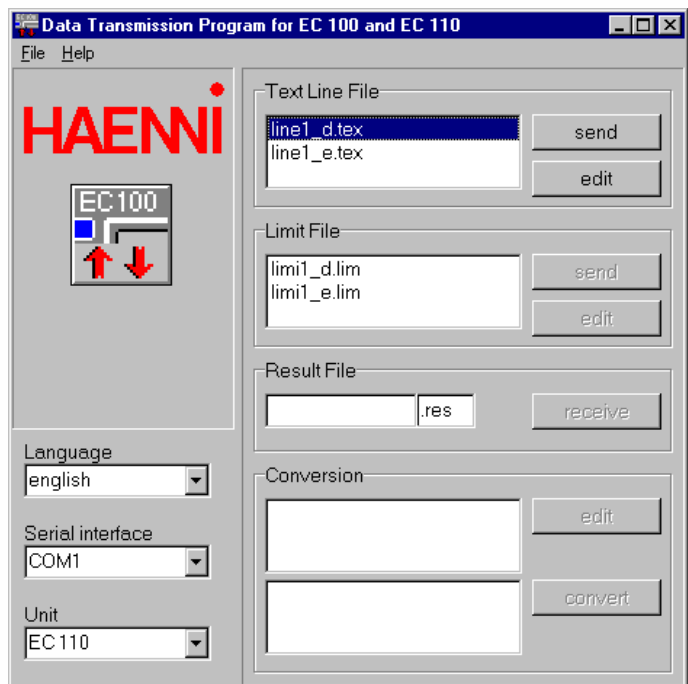 Data Transmission Program for EC 100 and EC 110
File Help
HAENNI
EC100
Language
english
Serial interface
COM1
Unit
EC 110
Text Line File
line1_d.tex
line1_e.tex
send
edit
Limit File
limi1_d.lim
limi1_e.lim
send
edit
Result File
.res
receive
Conversion
edit
convert